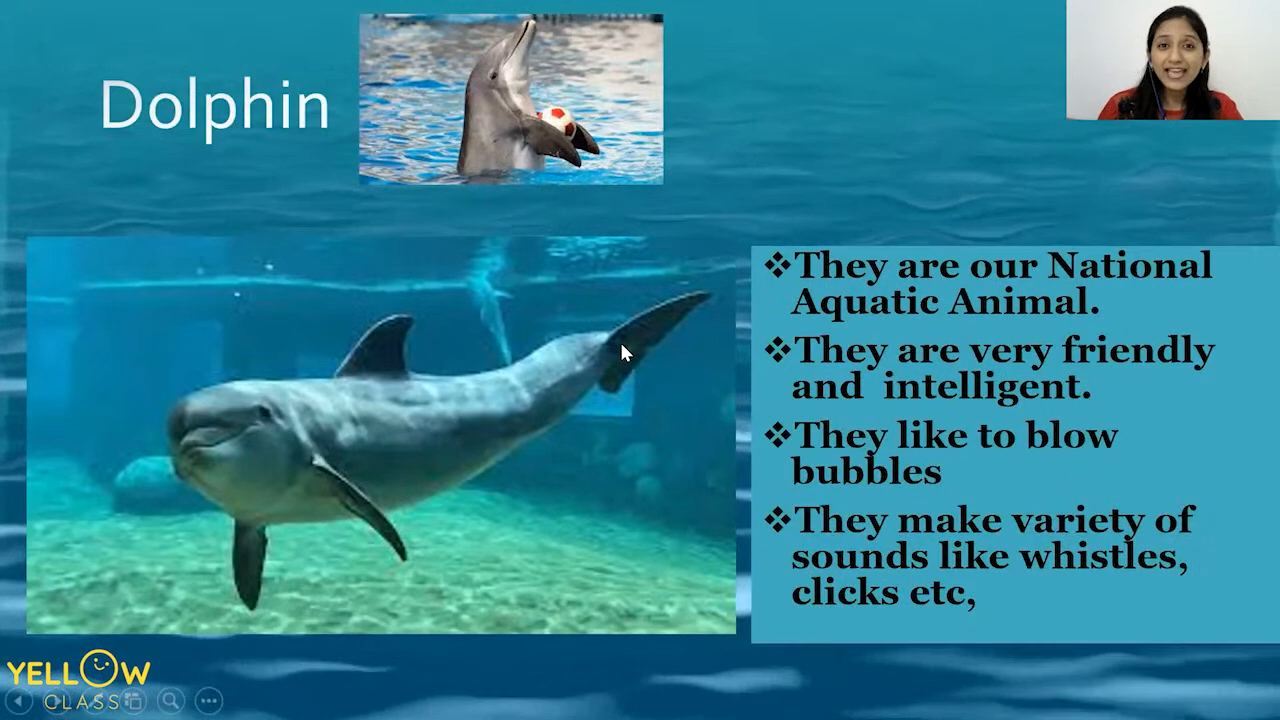 Dolphin
❖They are our National
Aquatic Animal.
❖They are very friendly
and  intelligent.
❖They like to blow
bubbles
❖They make variety of
sounds like whistles,
clicks etc,
YELLOW
CLASS